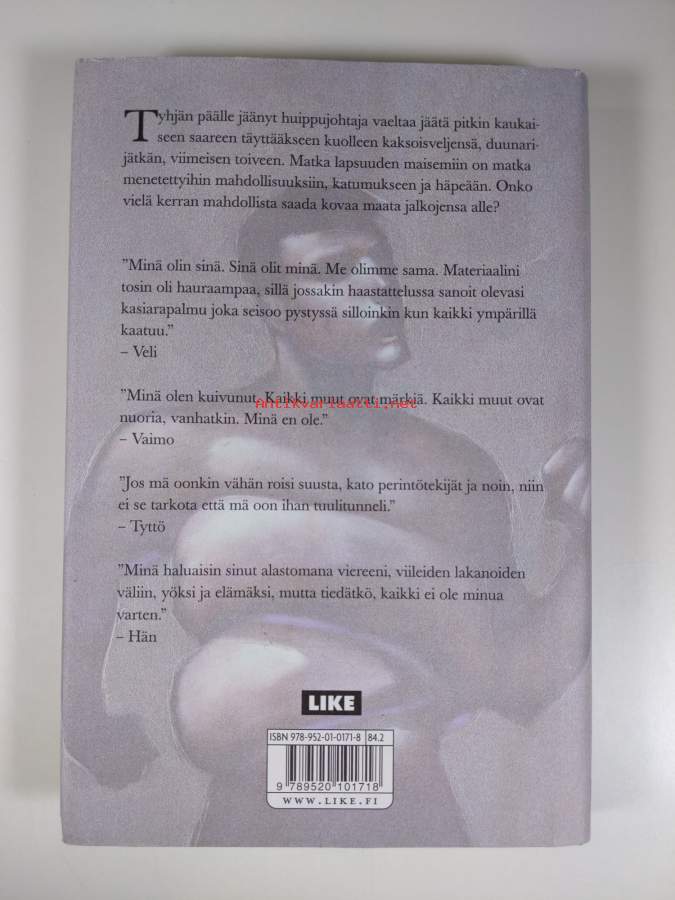 Tyhjän päälle jäänyt huippujohtaja vaeltaa jäätä pitkin kaukai-
seen saareen täyttääkseen kuolleen kaksoisveljensä, duunari-
jätkän, viimeisen toiveen. Matka lapsuuden maisemiin on matka
menetettyihin mahdollisuuksiin, katumukseen ja häpeään. Onko
vielä kerran mahdollista saada kovaa maata jalkojensa alle?
”Minä olin sinä. Sinä olit minä. Me olimme sama. Materiaalini
tosin oli hauraampaa, sillä jossakin haastattelussa sanoit olevasi
kasiarapalmu joka seisoo pystyssä silloinkin kun kaikki ympärillä
kaatuu.”
– Veli
”Minä olen kuivunut. Kaikki muut ovat märkiä. Kaikki muut ovat
Antikvariaatti.net
nuoria, vanhatkin. Minä en ole.”
– Vaimo
”Jos mä oonkin vähän roisi suusta, kato perintötekijät ja noin, niin
ei se tarkota että mä oon ihan tuulitunneli.”
– Tyttö
”Minä haluaisin sinut alastomana viereeni, viileiden lakanoiden
väliin, yöksi ja elämäksi, mutta tiedätkö, kaikki ei ole minua
varten.”
– Hän
LIKE
ISBN 978-952-01-0171-8 84.2
9 789520 101718
WWW.LIKE.FI